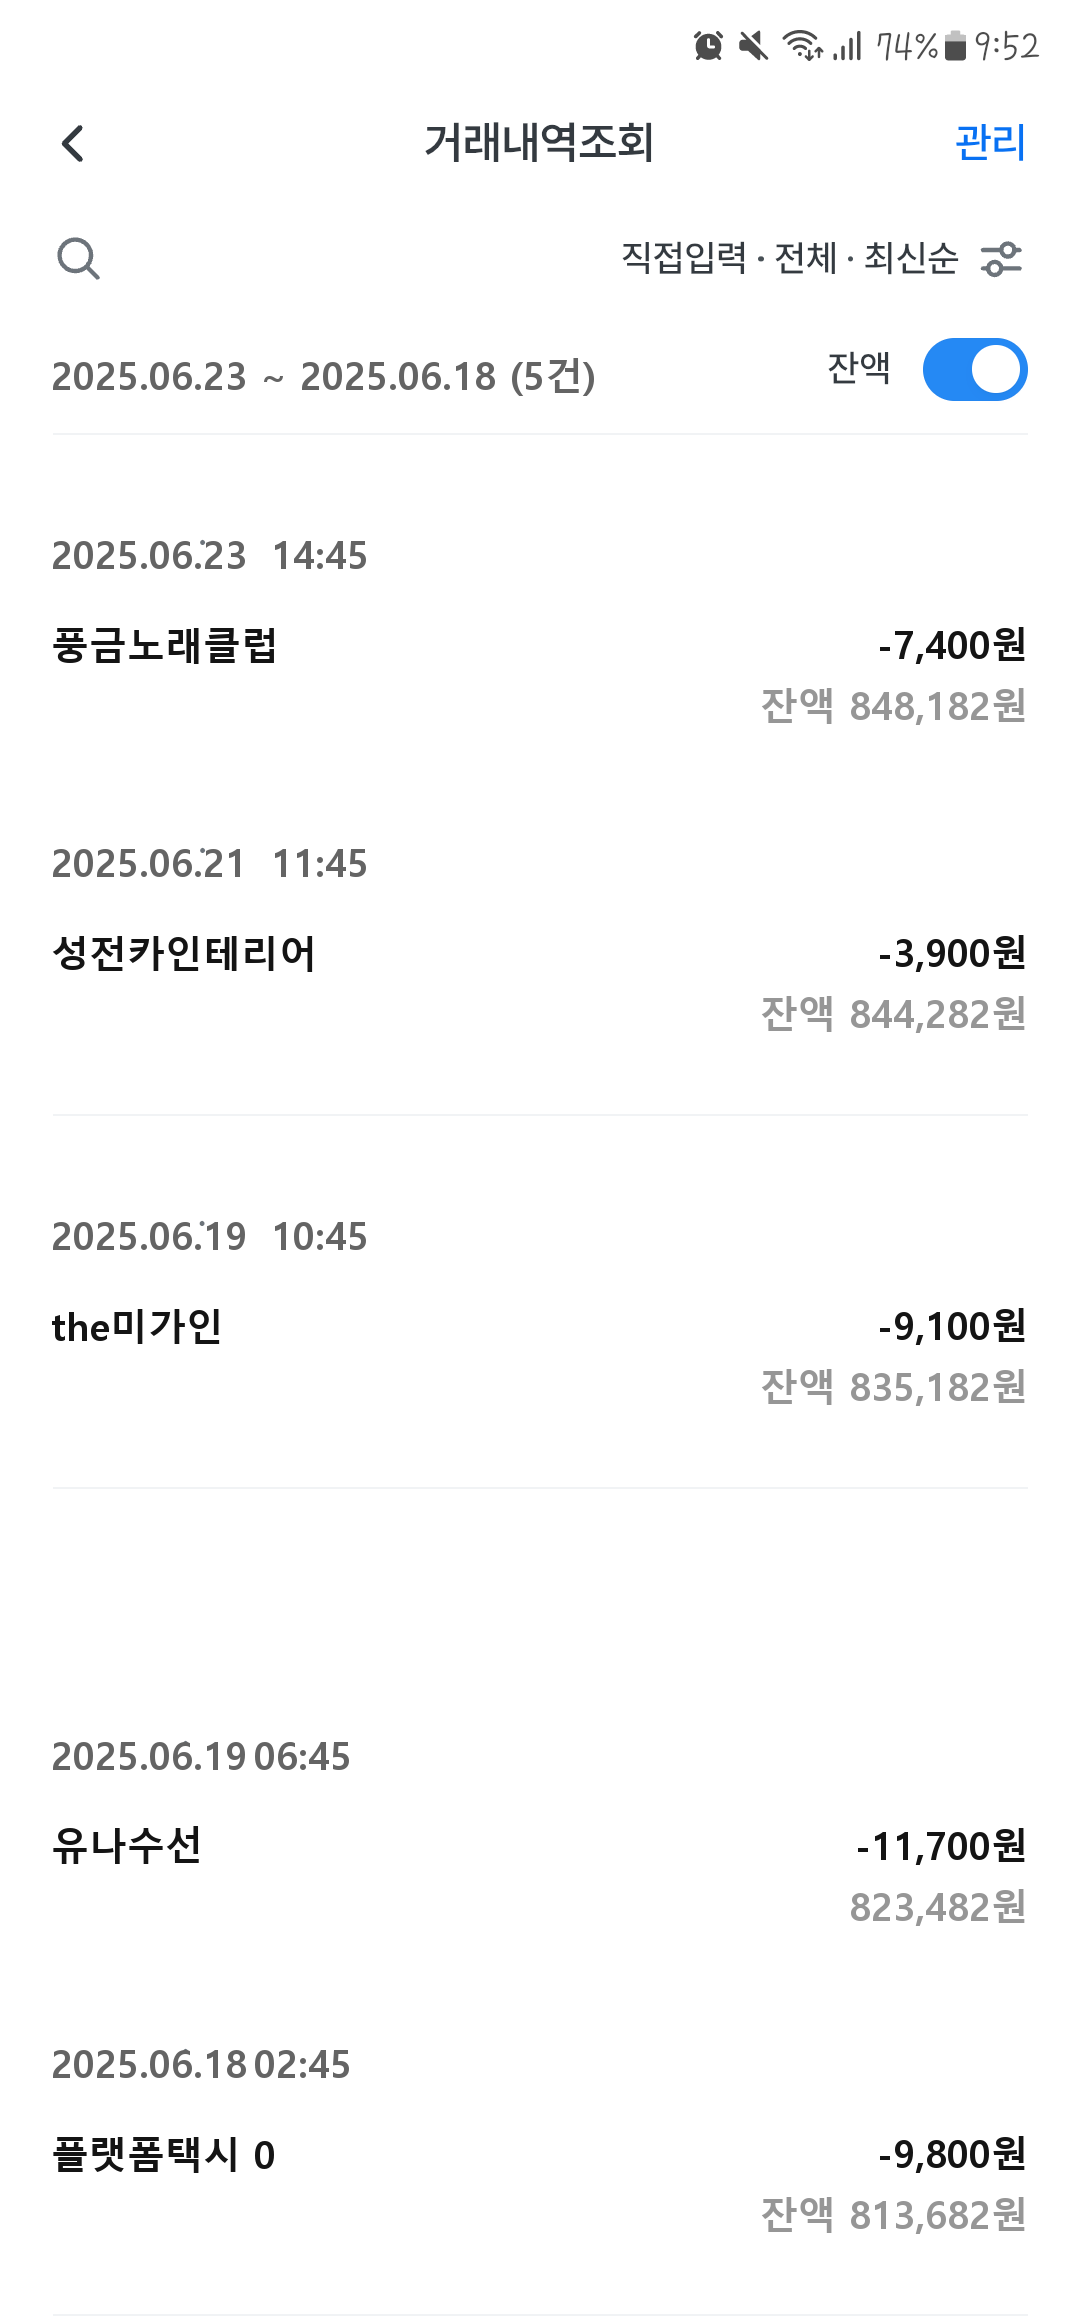 74% 9:52
거래내역조회 관리
직접입력 · 전체 · 최신순
2025.06.23 ~ 2025.06.18 (5건) 잔액
2025.06.23 14:45
풍금노래클럽 -7,400원
잔액 848,182원
2025.06.21 11:45
성전카인테리어 -3,900원
잔액 844,282원
2025.06.19 10:45
the미가인 -9,100원
잔액 835,182원
2025.06.19 06:45
유나수선 -11,700원
823,482원
2025.06.18 02:45
플랫폼택시 0 -9,800원
잔액 813,682원